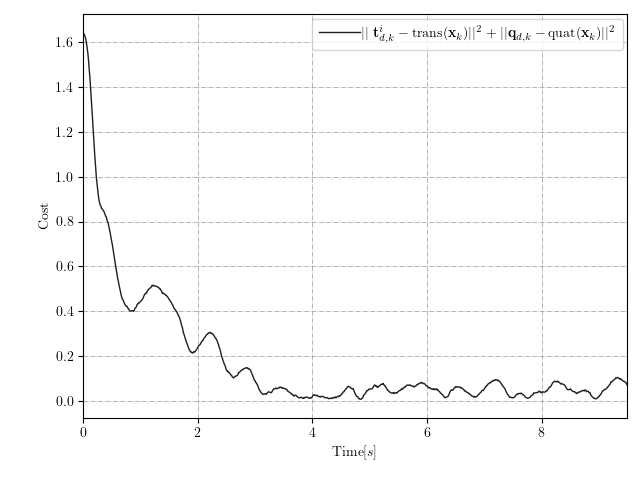 || t^i_{d,k} − trans(x_k)||^2 + ||q_{d,k} − quat(x_k)||^2
1.6
1.4
1.2
1.0
0.8
0.6
0.4
0.2
0.0
Cost
0 2 4 6 8
Time[s]